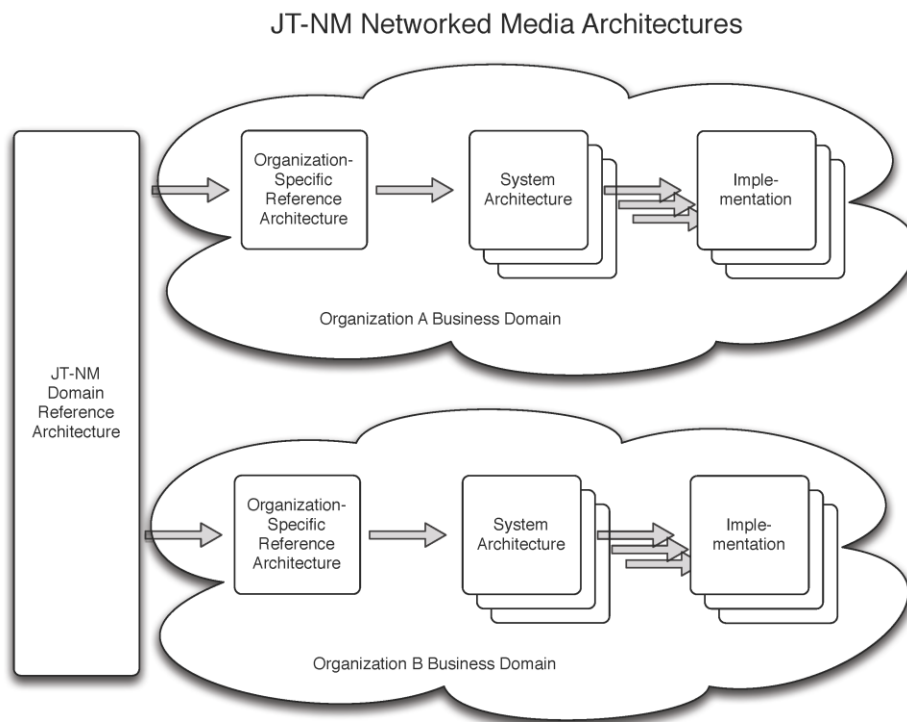 JT-NM Networked Media Architectures
JT-NM
Domain
Reference
Architecture
Organization-
Specific
Reference
Architecture
System
Architecture
Imple-
mentation
Organization A Business Domain
Organization-
Specific
Reference
Architecture
System
Architecture
Imple-
mentation
Organization B Business Domain